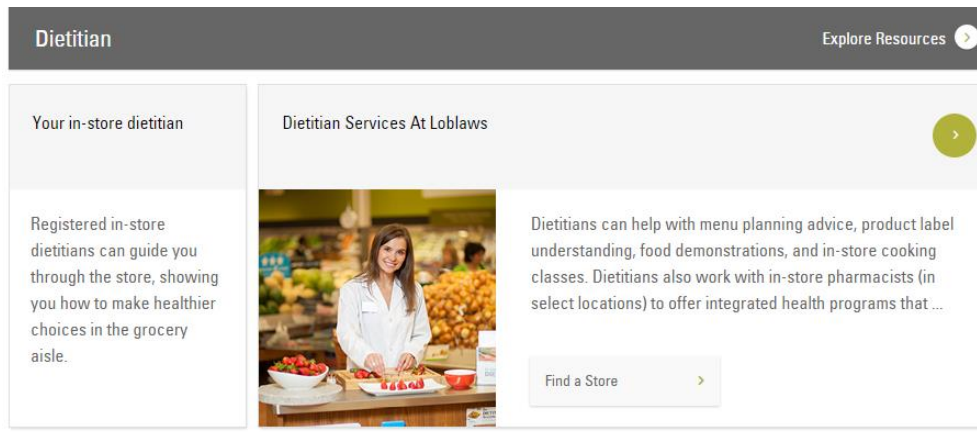 Dietitian
Explore Resources
Your in-store dietitian
Registered in-store
dietitians can guide you
through the store, showing
you how to make healthier
choices in the grocery
aisle.
Dietitian Services At Loblaws
Dietitians can help with menu planning advice, product label
understanding, food demonstrations, and in-store cooking
classes. Dietitians also work with in-store pharmacists (in
select locations) to offer integrated health programs that ...
Find a Store